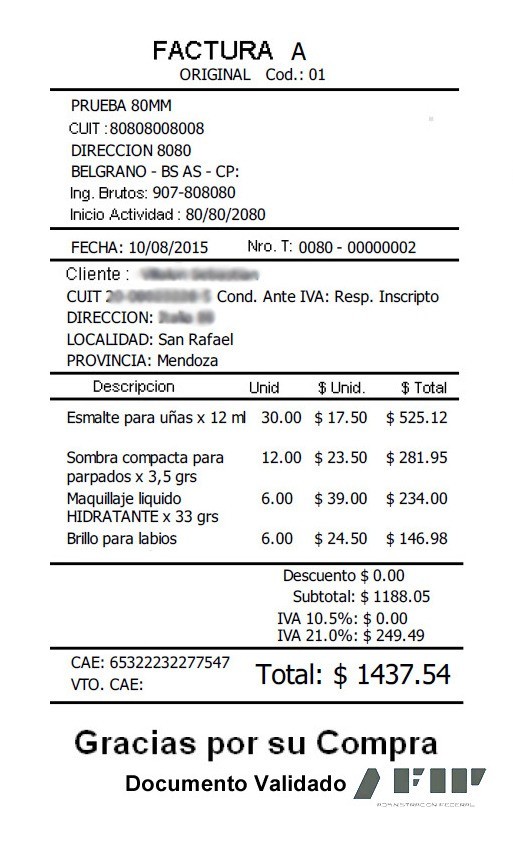 FACTURA A
ORIGINAL Cod.: 01
PRUEBA 80MM
CUIT :80808008008
DIRECCION 8080
BELGRANO - BS AS - CP:
Ing. Brutos: 907-808080
Inicio Actividad : 80/80/2080
FECHA: 10/08/2015 Nro. T: 0080 - 00000002
Cliente :
CUIT Cond. Ante IVA: Resp. Inscripto
DIRECCION:
LOCALIDAD: San Rafael
PROVINCIA: Mendoza
Descripcion Unid $ Unid. $ Total
Esmalte para uñas x 12 ml 30.00 $ 17.50 $ 525.12
Sombra compacta para 12.00 $ 23.50 $ 281.95
parpados x 3,5 grs
Maquillaje liquido 6.00 $ 39.00 $ 234.00
HIDRATANTE x 33 grs
Brillo para labios 6.00 $ 24.50 $ 146.98
Descuento $ 0.00
Subtotal: $ 1188.05
IVA 10.5%: $ 0.00
IVA 21.0%: $ 249.49
CAE: 65322232277547
VTO. CAE:
Total: $ 1437.54
Gracias por su Compra
Documento Validado AFIP